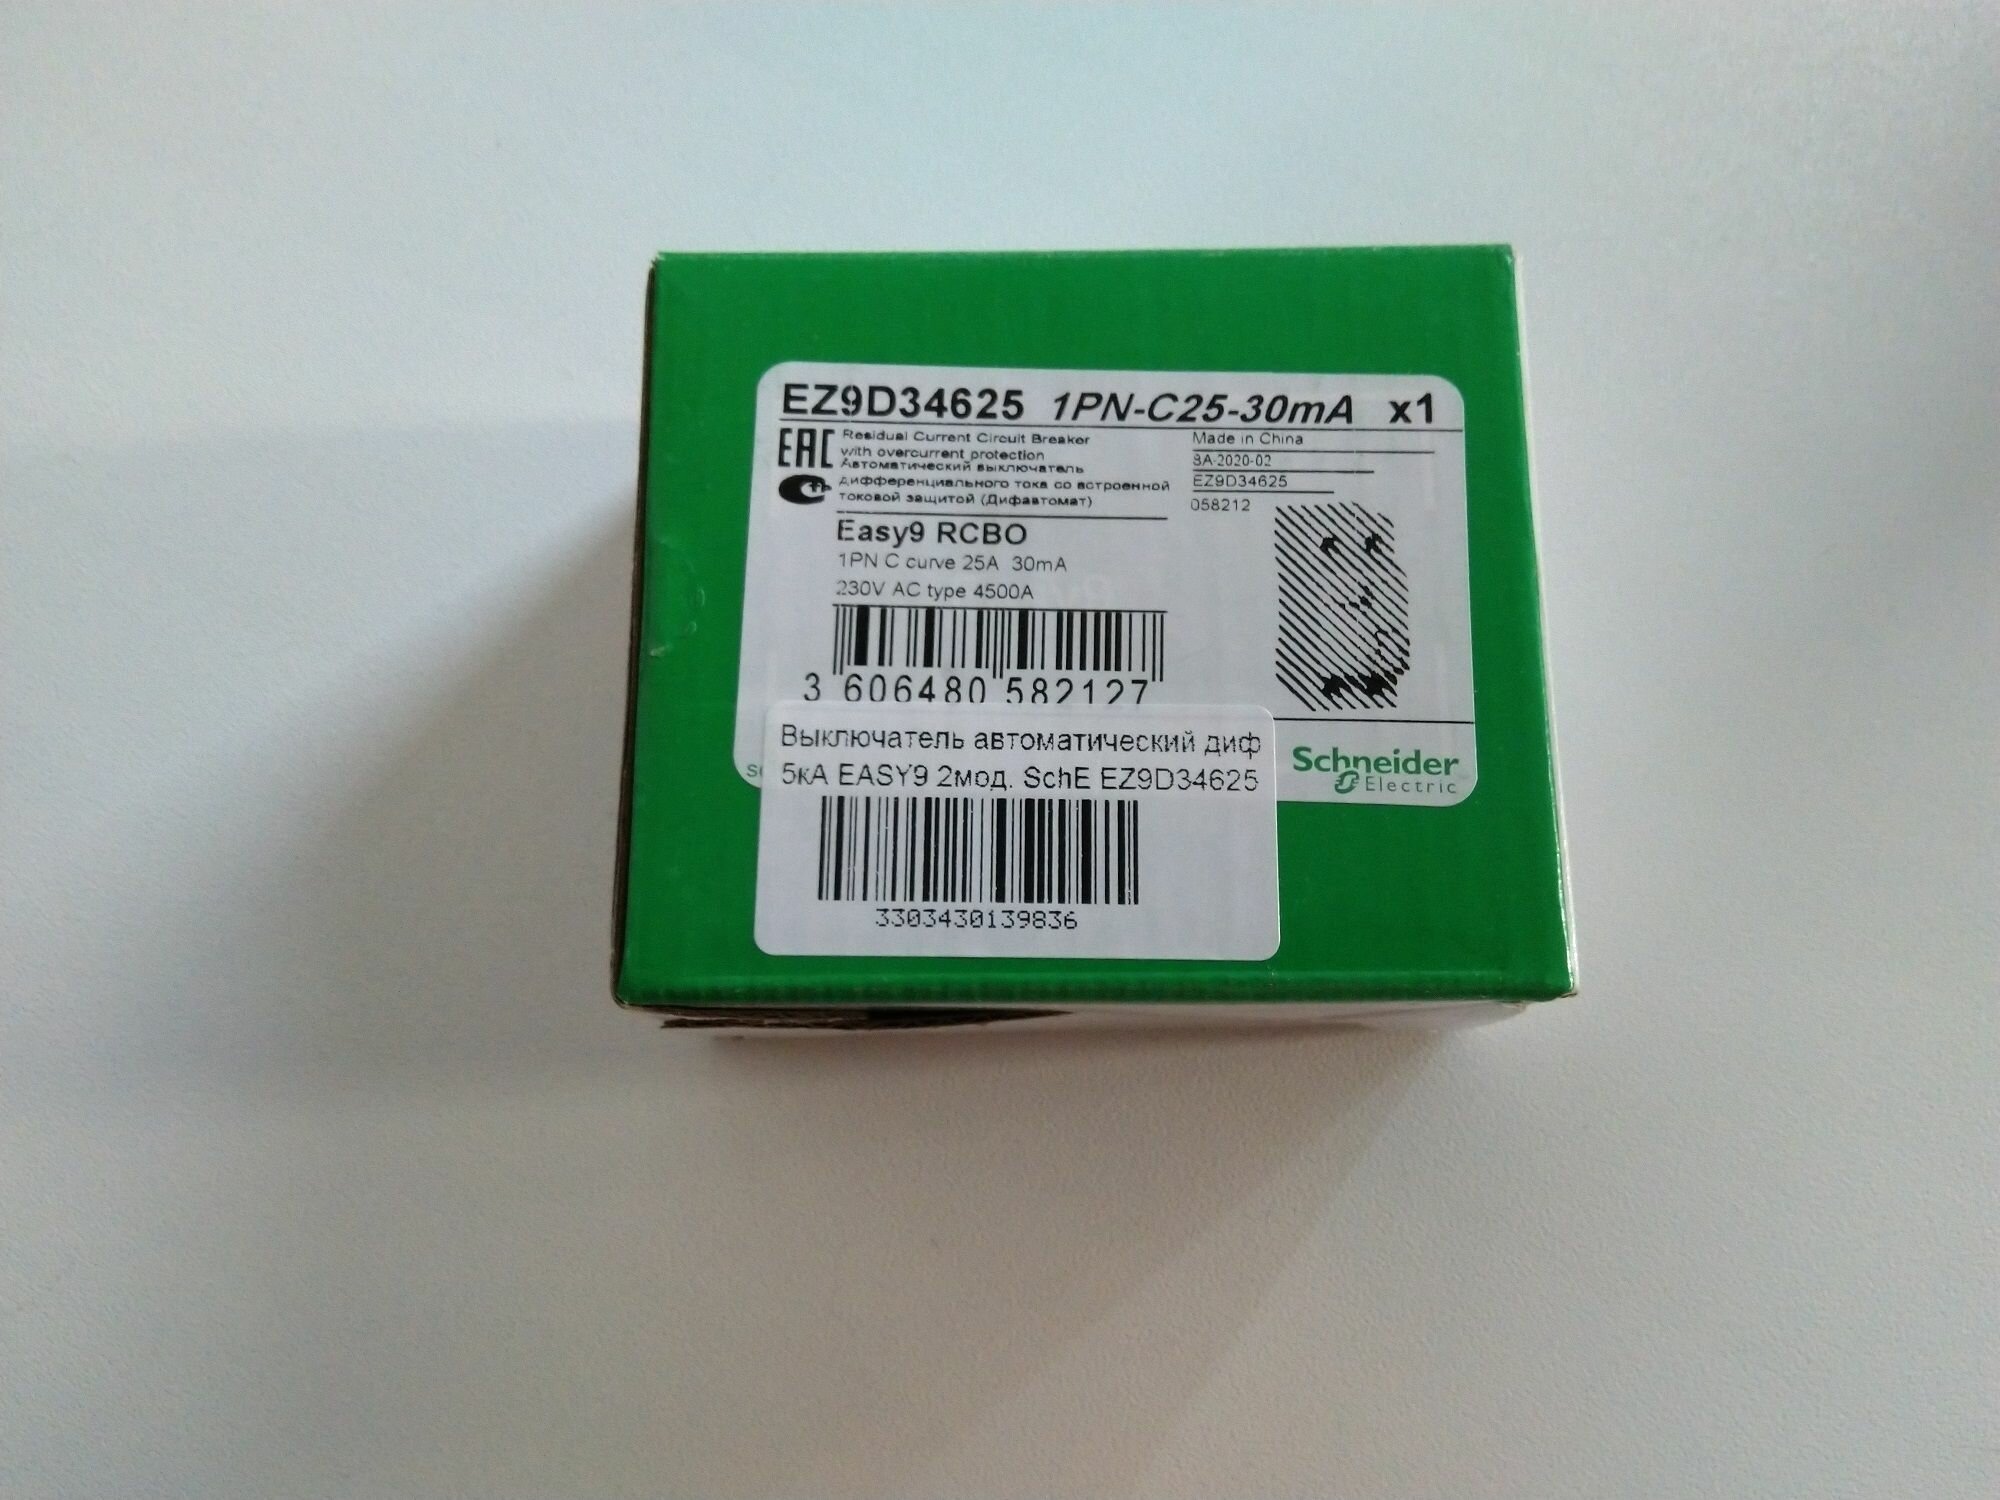 EZ9D34625 1PN-C25-30mA x1
EAC
Residual Current Circuit Breaker
with overcurrent protection
Автоматический выключатель
дифференциального тока со встроенной
токовой защитой (Дифавтомат)
Made in China
SA-2020-02
EZ9D34625
058212
Easy9 RCBO
1PN C curve 25A 30mA
230V AC type 4500A
3 606480 582127
Schneider
Electric
Выключатель автоматический диф
5кА EASY9 2мод. SchE EZ9D34625
3303430139836